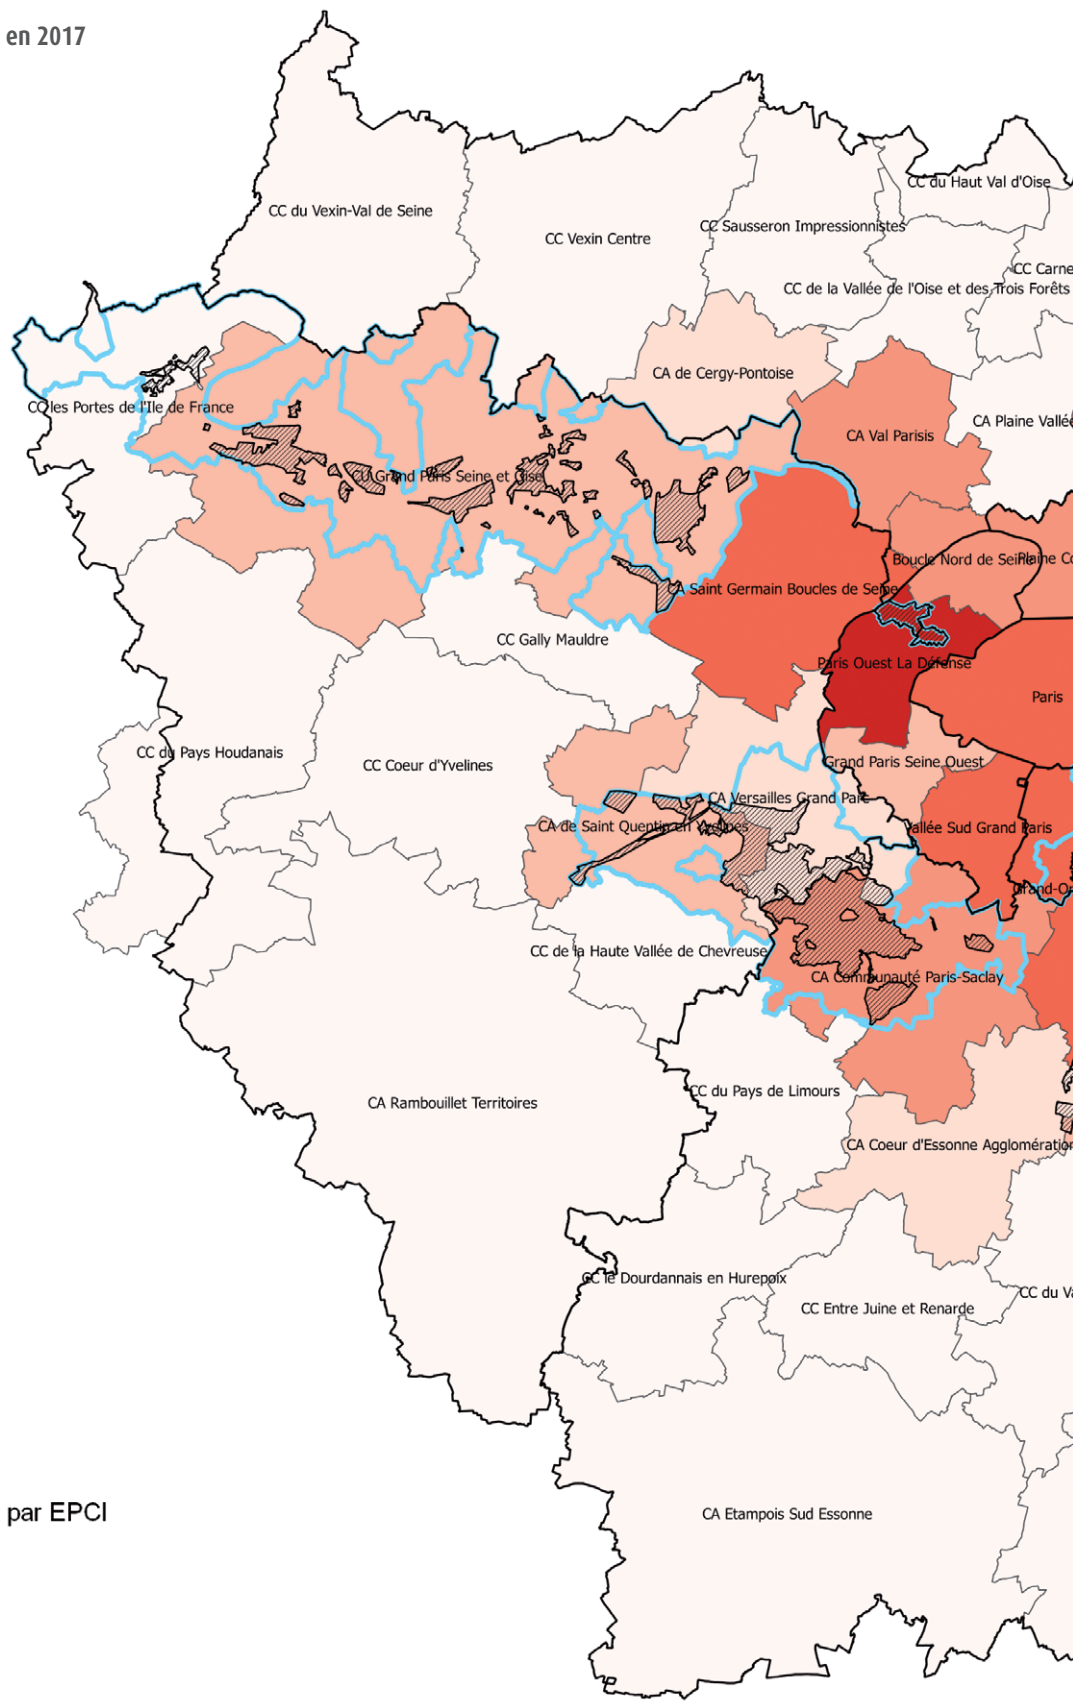 en 2017
CC du Haut Val d'Oise
CC du Vexin-Val de Seine
CC Sausseron Impressionnistes
CC Vexin Centre
CC Carne
CC de la Vallée de l'Oise et des Trois Forêts
CA de Cergy-Pontoise
CC les Portes de l'Ile de France
CA Plaine Vallée
CA Val Parisis
CU Grand Paris Seine et Oise
Boucle Nord de Seine
Plaine Co
CA Saint Germain Boucles de Seine
CC Gally Mauldre
Paris Ouest La Défense
Paris
CC du Pays Houdanais
CC Coeur d'Yvelines
Grand Paris Seine Ouest
CA Versailles Grand Parc
CA de Saint Quentin en Yvelines
Vallée Sud Grand Paris
Grand-Or
CC de la Haute Vallée de Chevreuse
CA Communauté Paris-Saclay
CC du Pays de Limours
CA Rambouillet Territoires
CA Coeur d'Essonne Agglomération
CC le Dourdannais en Hurepoix
CC du Va
CC Entre Juine et Renarde
par EPCI
CA Etampois Sud Essonne